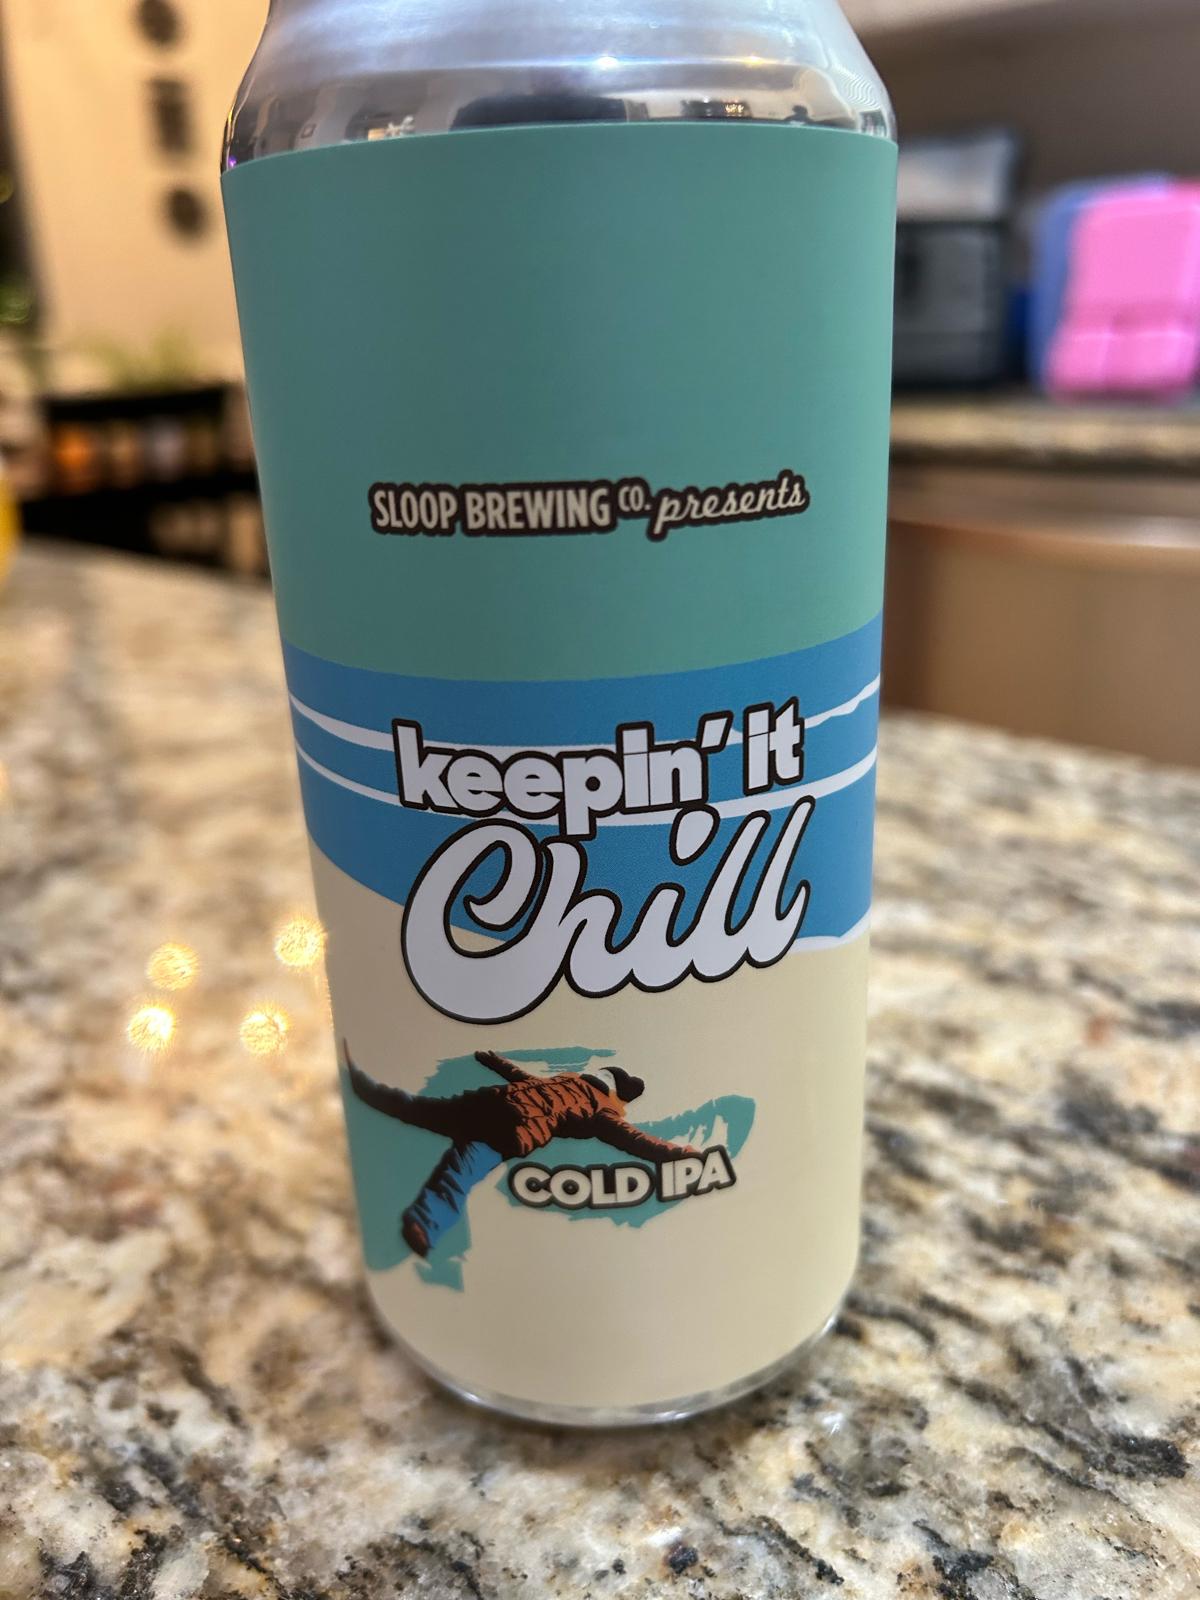 SLOOP BREWING CO. presents
keepin' it
Chill
COLD IPA